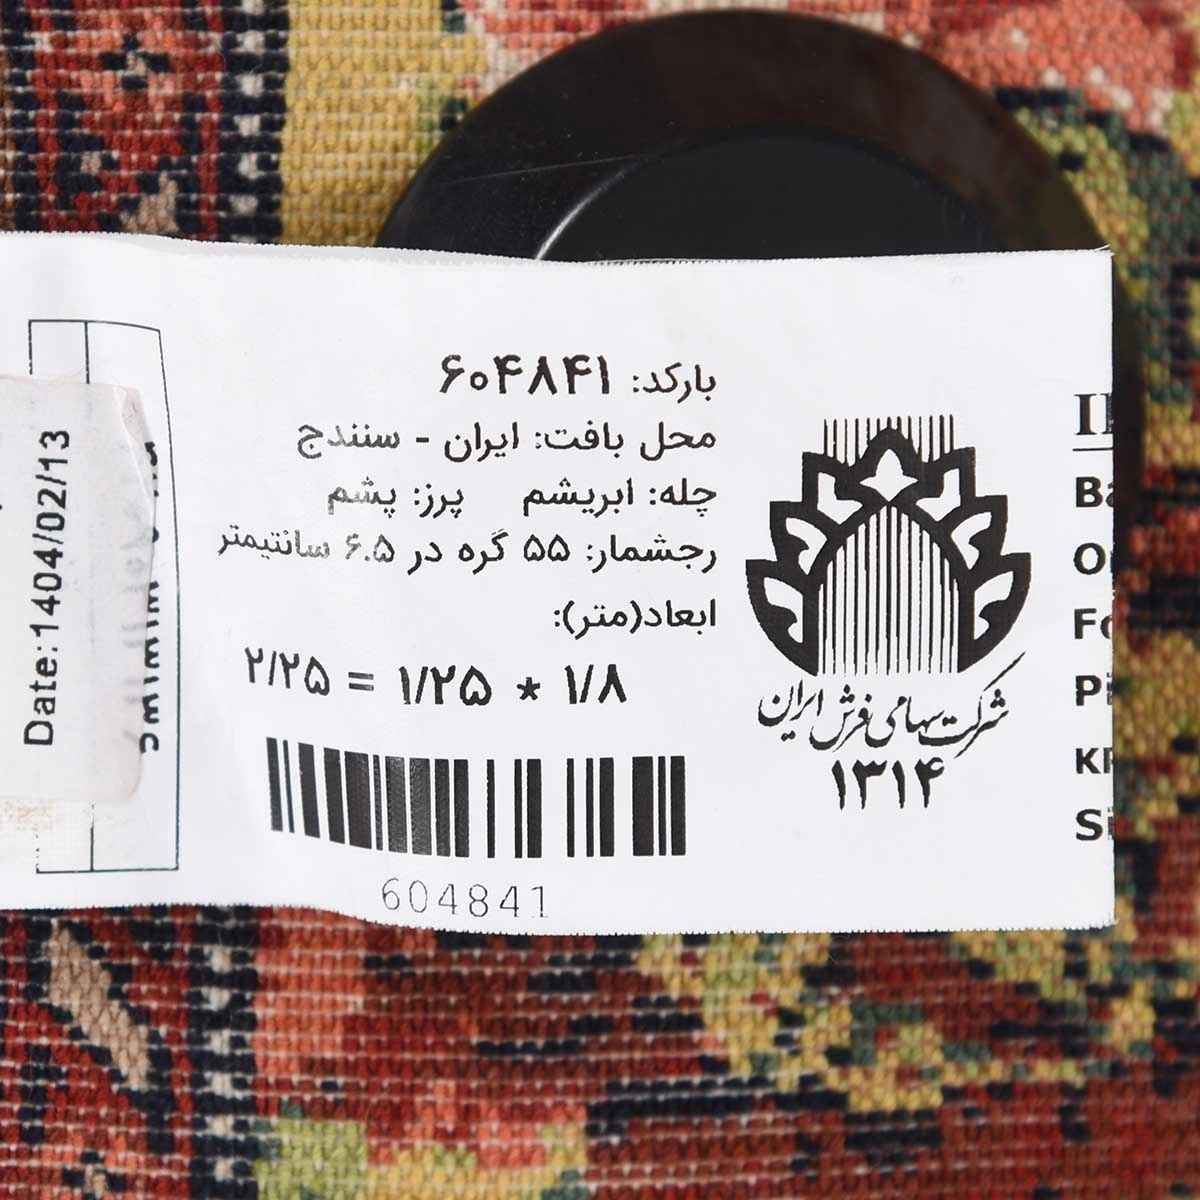 بارکد: ۶۰۴۸۴۱
محل بافت: ایران - سنندج
چله: ابریشم پرز: پشم
رجشمار: ۵۵ گره در ۶.۵ سانتیمتر
ابعاد(متر):
۱/۸ * ۱/۲۵ = ۲/۲۵
604841
شرکت سهامی فرش ایران
۱۳۱۴
Date:1404/02/13